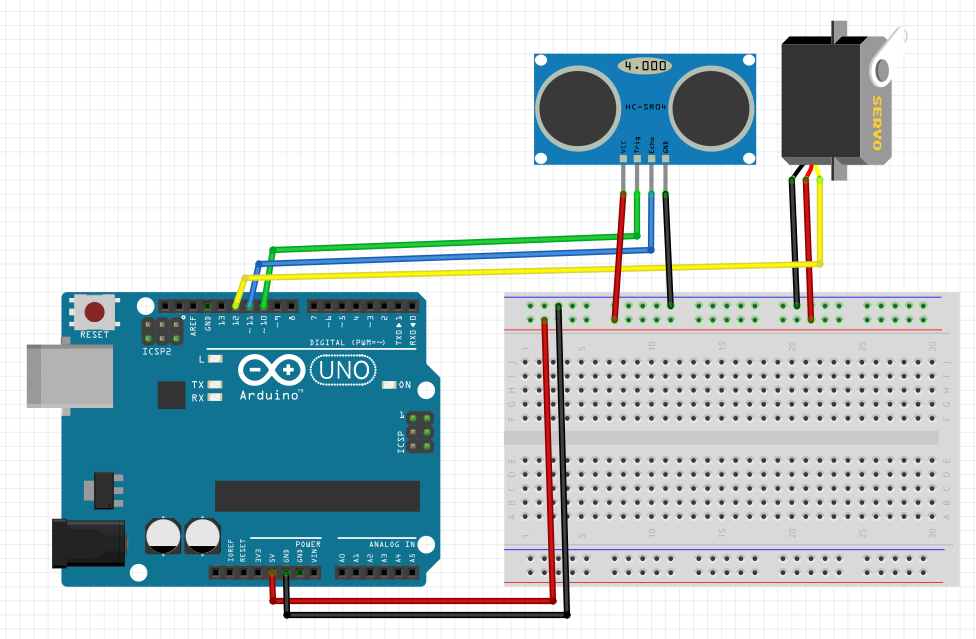 4.000
HC-SR04
VCC
Trig
Echo
GND
SERVO
RESET
ICSP2
AREF
GND
13
12
~11
~10
~9
8
7
~6
~5
4
~3
2
TXD▶1
RXD◀0
DIGITAL (PWM=~)
L
TX
RX
Arduino™
UNO
ON
1
ICSP
IOREF
RESET
3V3
5V
GND
GND
VIN
POWER
ANALOG IN
A0
A1
A2
A3
A4
A5
1 5 10 15 20 25 30
J J
I I
H H
G G
F F
E E
D D
C C
B B
A A
1 5 10 15 20 25 30